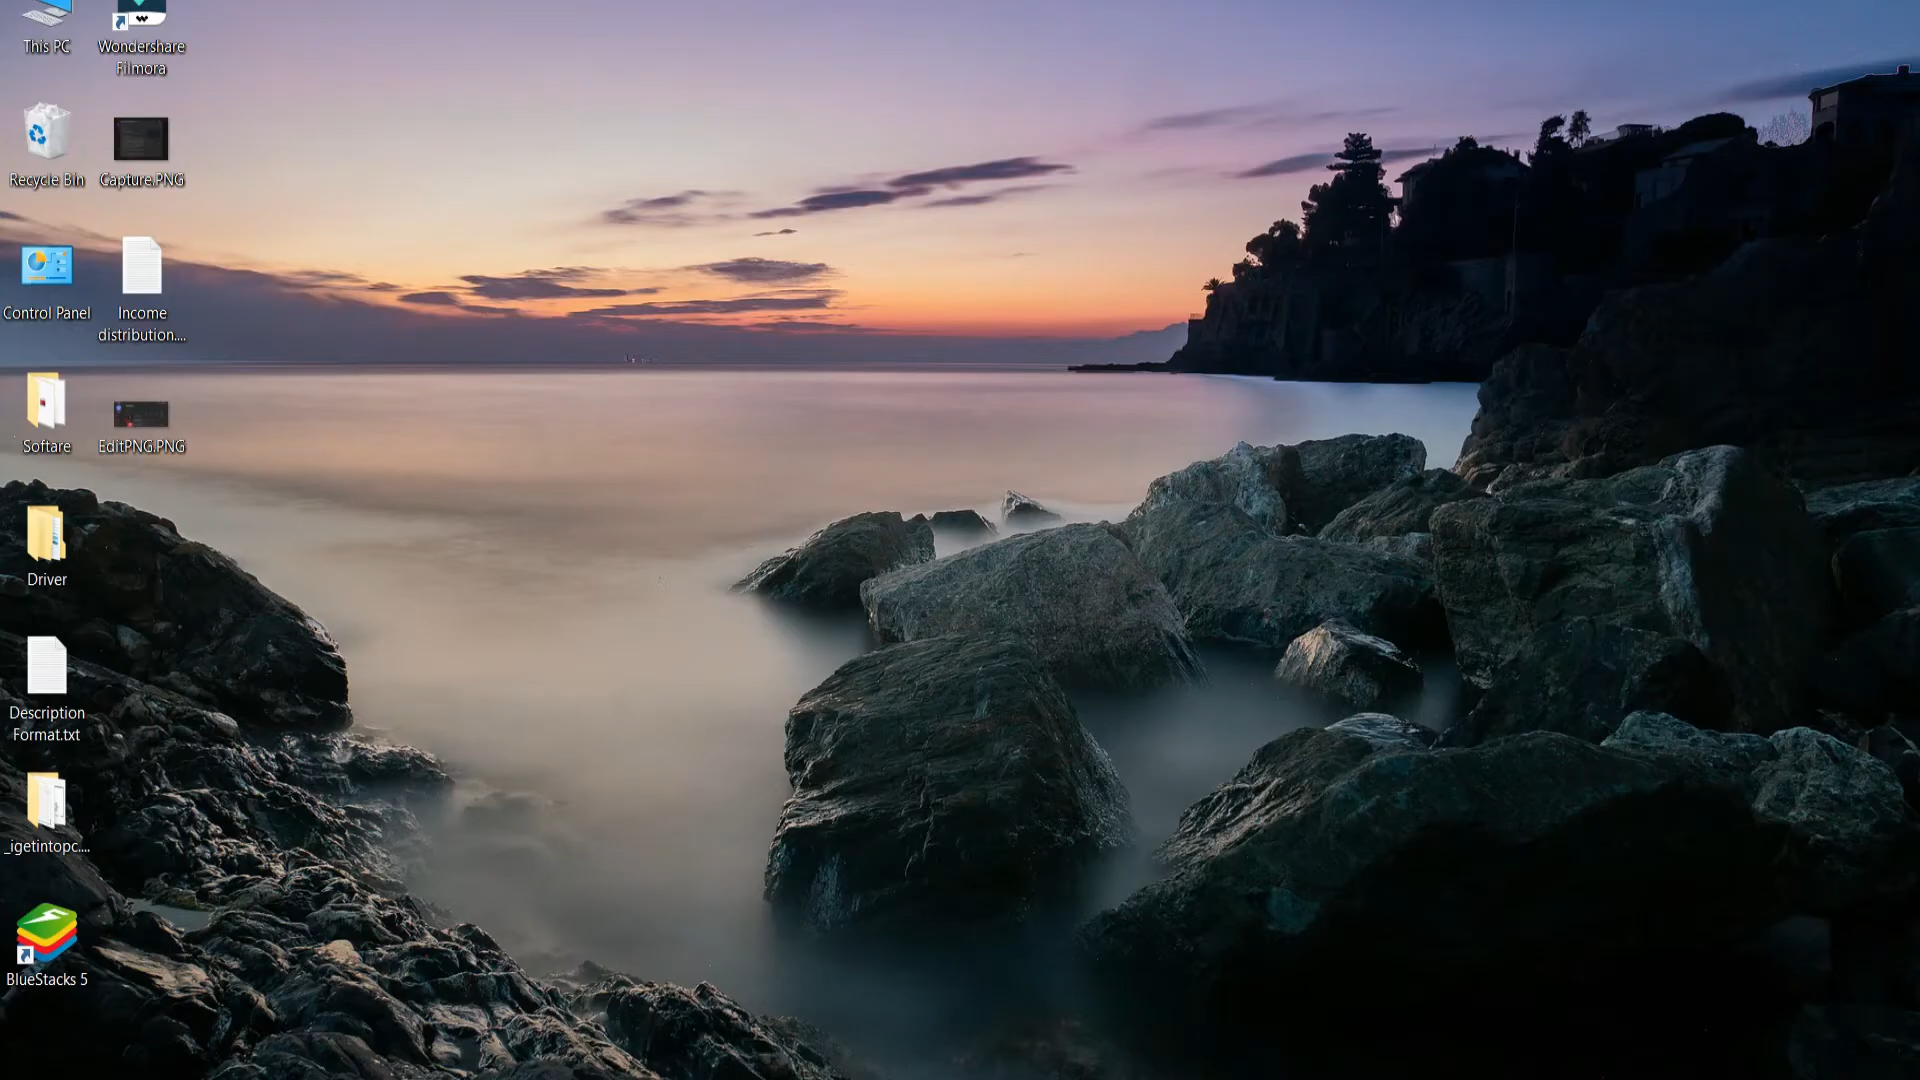 This PC
Wondershare
Filmora
Recycle Bin
Capture.PNG
Control Panel
Income
distribution....
Softare
EditPNG.PNG
Driver
Description
Format.txt
_igetintopc....
BlueStacks 5